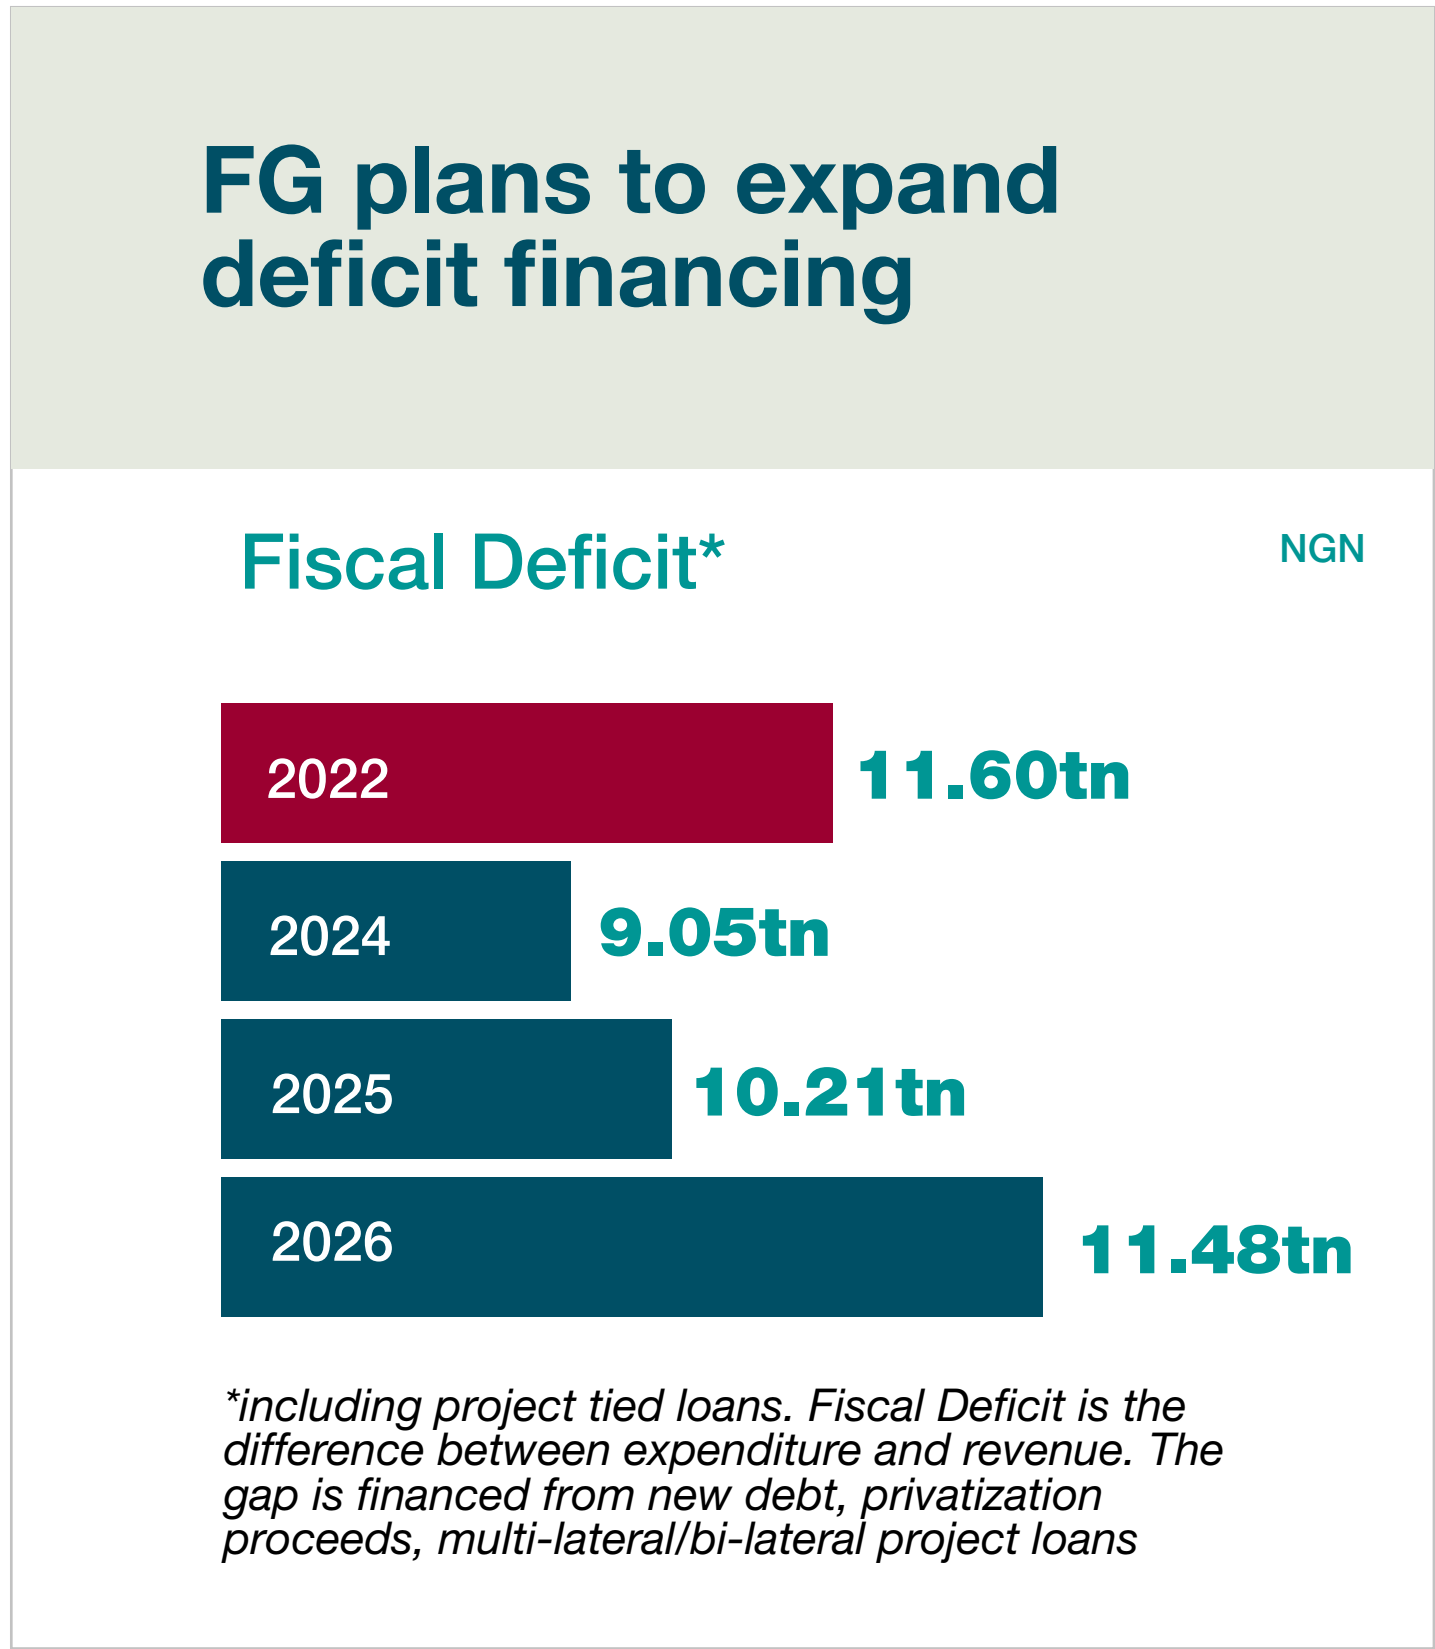 FG plans to expand
deficit financing
Fiscal Deficit*
NGN
2022
11.60tn
2024
9.05tn
2025
10.21tn
2026
11.48tn
*including project tied loans. Fiscal Deficit is the
difference between expenditure and revenue. The
gap is financed from new debt, privatization
proceeds, multi-lateral/bi-lateral project loans